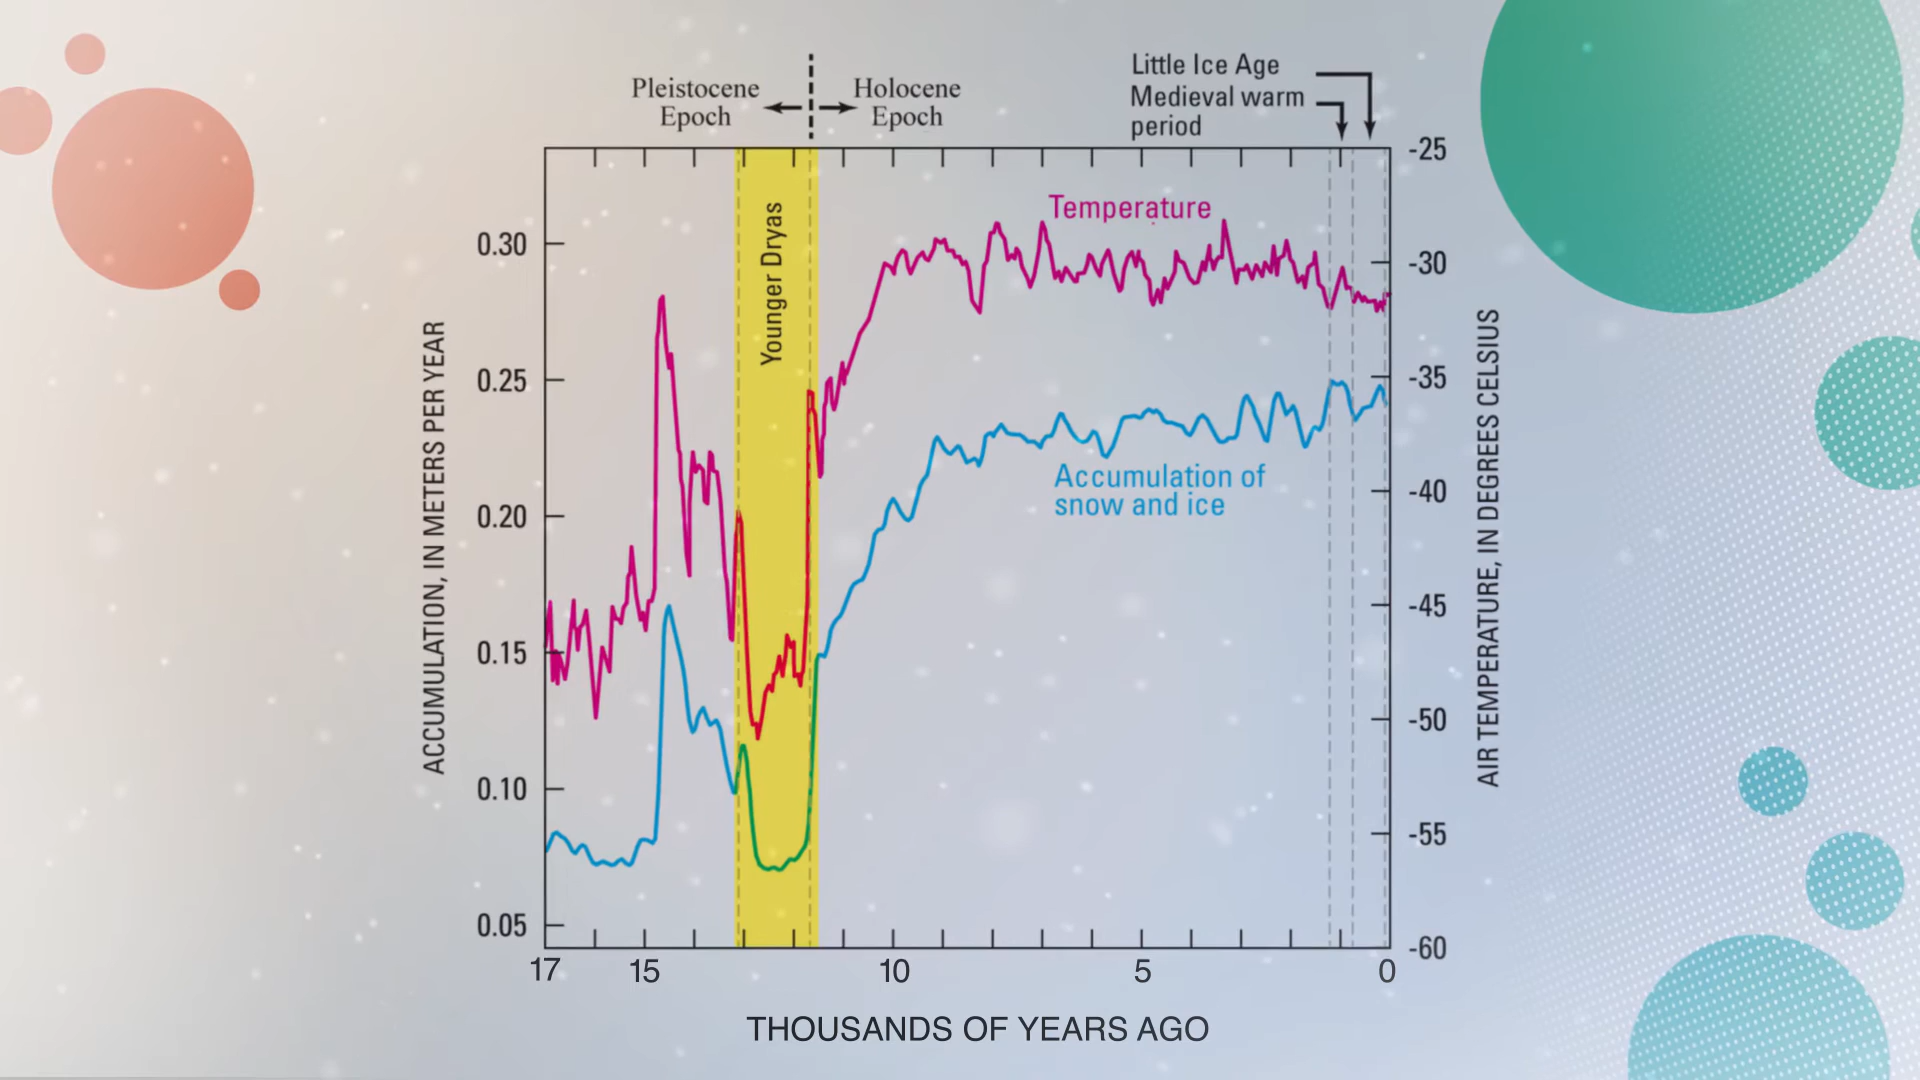 Little Ice Age
Medieval warm
period
Pleistocene
Epoch
Holocene
Epoch
-25
Temperature
Younger Dryas
0.30
-30
0.25
-35
Accumulation of
snow and ice
0.20
-40
-45
0.15
-50
0.10
-55
0.05
-60
ACCUMULATION, IN METERS PER YEAR
AIR TEMPERATURE, IN DEGREES CELSIUS
17 15 10 5 0
THOUSANDS OF YEARS AGO